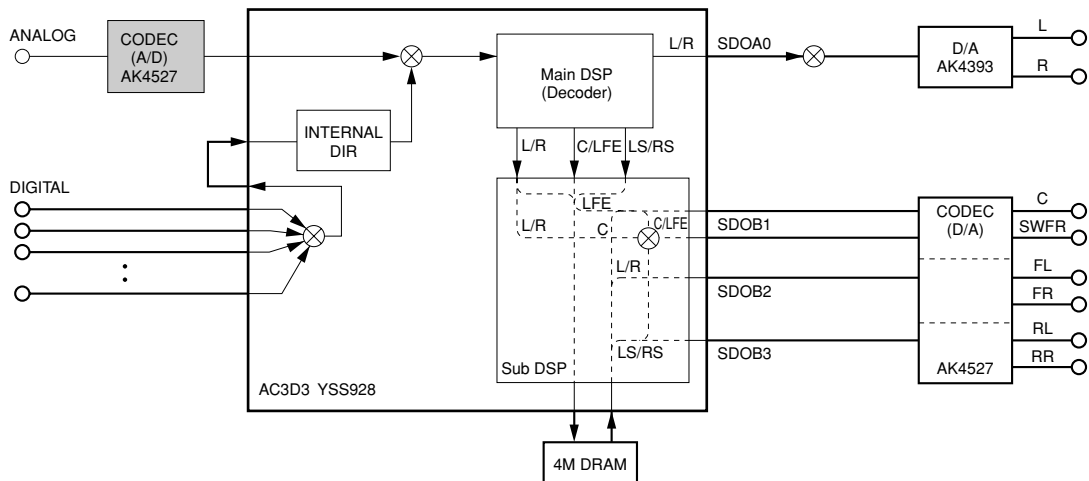 ANALOG
CODEC
(A/D)
AK4527
L/R
SDOA0
D/A
AK4393
L
R
Main DSP
(Decoder)
INTERNAL
DIR
L/R
C/LFE
LS/RS
DIGITAL
LFE
L/R
C
C/LFE
SDOB1
L/R
SDOB2
LS/RS
SDOB3
Sub DSP
CODEC
(D/A)
C
SWFR
FL
FR
RL
RR
AK4527
AC3D3 YSS928
4M DRAM